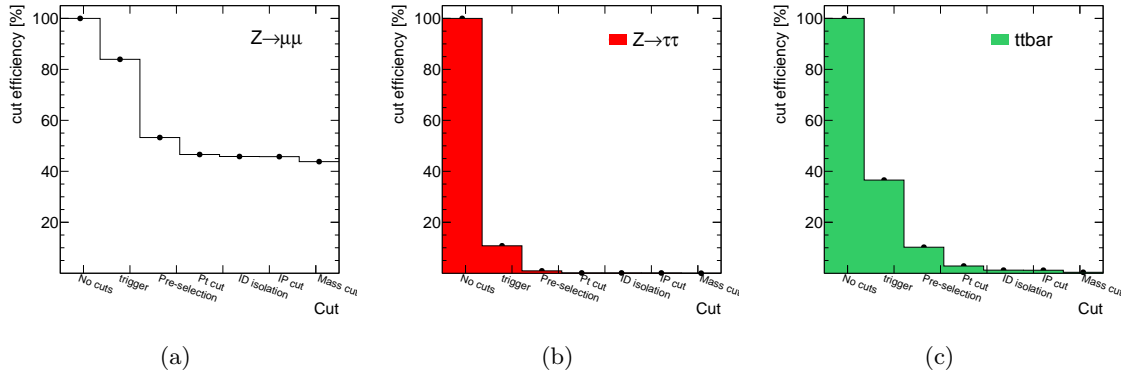 cut efficiency [%]
100
80
60
40
20
Z→μμ
No cuts
trigger
Pre-selection
Pt cut
ID isolation
IP cut
Mass cut
Cut
(a)
cut efficiency [%]
100
80
60
40
20
Z→ττ
No cuts
trigger
Pre-selection
Pt cut
ID isolation
IP cut
Mass cut
Cut
(b)
cut efficiency [%]
100
80
60
40
20
ttbar
No cuts
trigger
Pre-selection
Pt cut
ID isolation
IP cut
Mass cut
Cut
(c)